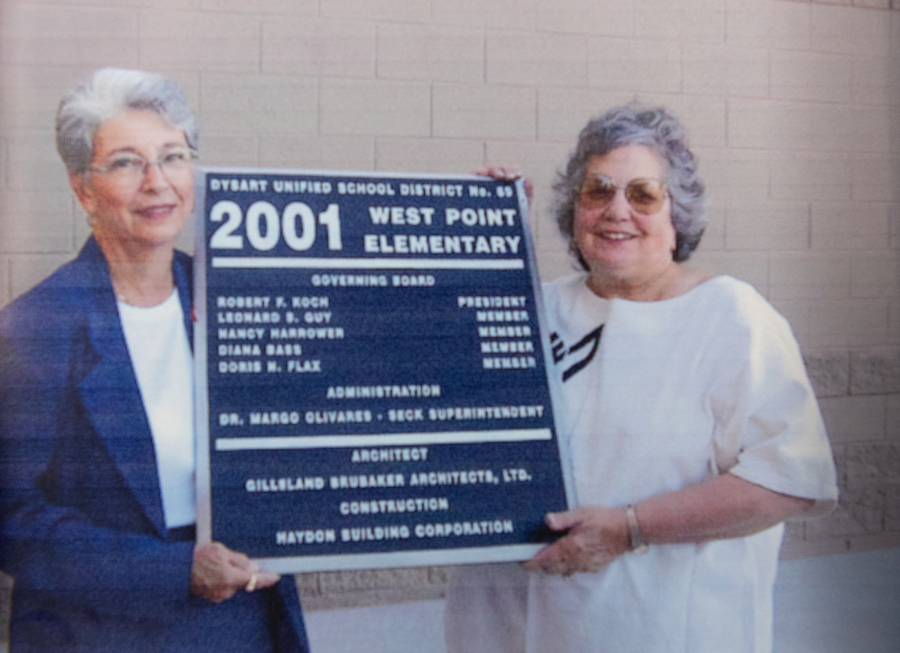 DYSART UNIFIED SCHOOL DISTRICT No. 89
2001 WEST POINT
ELEMENTARY
GOVERNING BOARD
ROBERT F. KOCH PRESIDENT
LEONARD S. GUY MEMBER
NANCY HARROWER MEMBER
DIANA BASS MEMBER
DORIS N. FLAX MEMBER
ADMINISTRATION
DR. MARGO OLIVARES - SECK SUPERINTENDENT
ARCHITECT
GILLELAND BRUBAKER ARCHITECTS, LTD.
CONSTRUCTION
HAYDON BUILDING CORPORATION